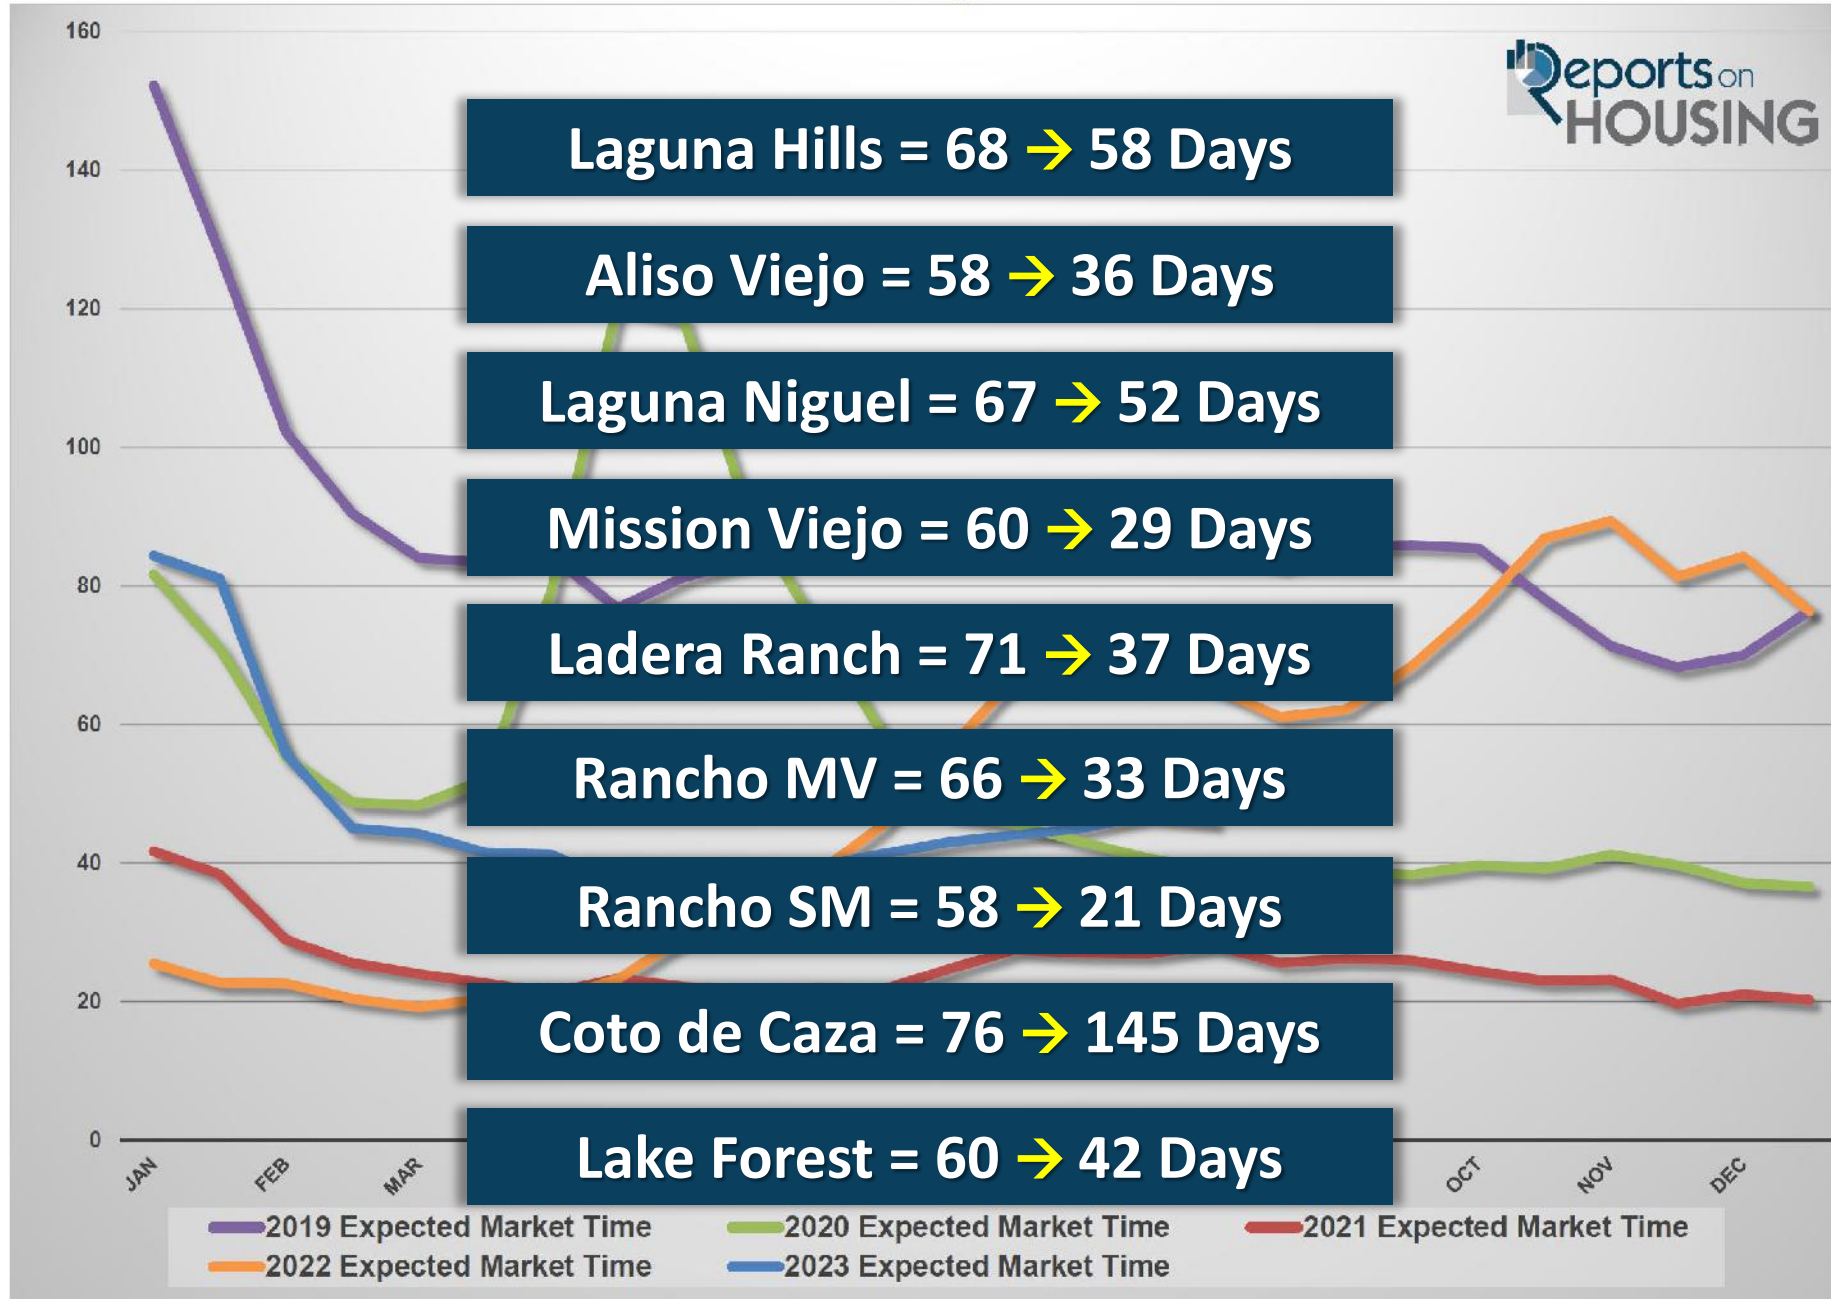 160
Reports on
HOUSING
Laguna Hills = 68 → 58 Days
140
Aliso Viejo = 58 → 36 Days
120
Laguna Niguel = 67 → 52 Days
100
Mission Viejo = 60 → 29 Days
80
Ladera Ranch = 71 → 37 Days
60
Rancho MV = 66 → 33 Days
40
Rancho SM = 58 → 21 Days
20
Coto de Caza = 76 → 145 Days
0
Lake Forest = 60 → 42 Days
JAN FEB MAR OCT NOV DEC
2019 Expected Market Time 2020 Expected Market Time 2021 Expected Market Time
2022 Expected Market Time 2023 Expected Market Time